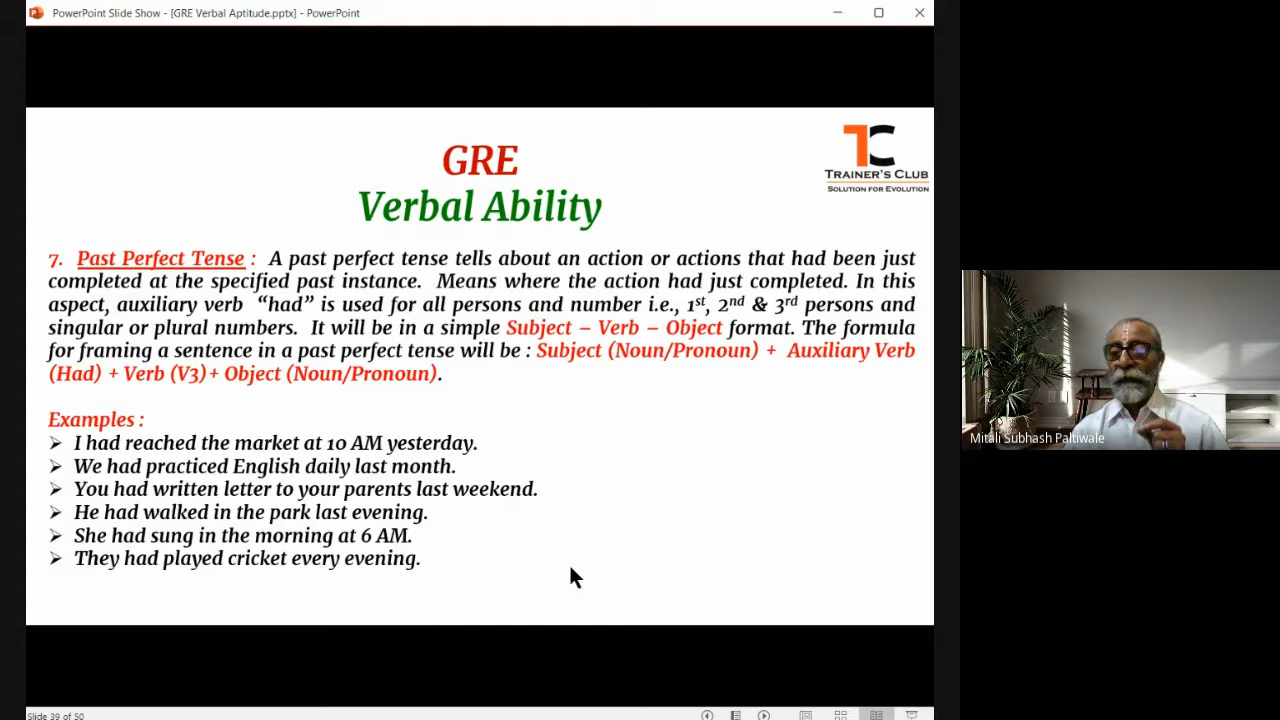 PowerPoint Slide Show - [GRE Verbal Aptitude.pptx] - PowerPoint
GRE
Verbal Ability
TC
TRAINER'S CLUB
SOLUTION FOR EVOLUTION
7. Past Perfect Tense : A past perfect tense tells about an action or actions that had been just
completed at the specified past instance. Means where the action had just completed. In this
aspect, auxiliary verb “had” is used for all persons and number i.e., 1st, 2nd & 3rd persons and
singular or plural numbers. It will be in a simple Subject – Verb – Object format. The formula
for framing a sentence in a past perfect tense will be : Subject (Noun/Pronoun) + Auxiliary Verb
(Had) + Verb (V3)+ Object (Noun/Pronoun).
Examples :
➢ I had reached the market at 10 AM yesterday.
➢ We had practiced English daily last month.
➢ You had written letter to your parents last weekend.
➢ He had walked in the park last evening.
➢ She had sung in the morning at 6 AM.
➢ They had played cricket every evening.
Mitali Subhash Paltiwale
Slide 39 of 50